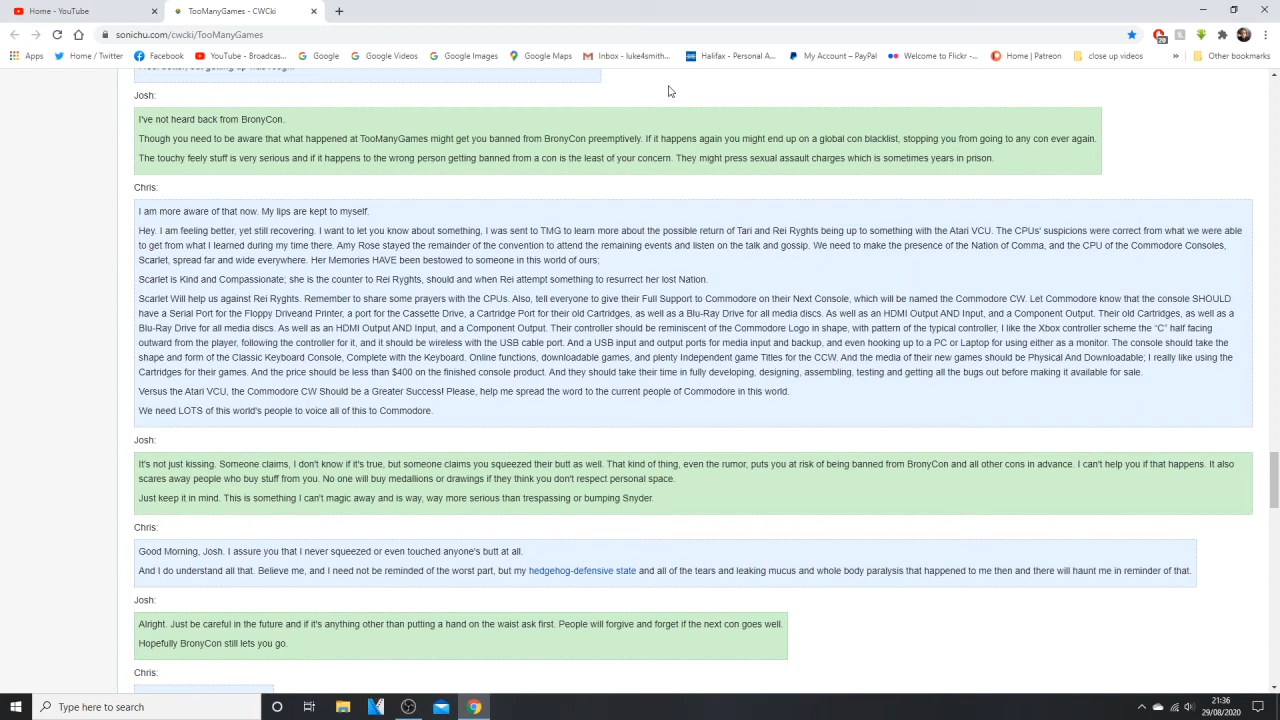 Home - YouTube
TooManyGames - CWCki
sonichu.com/cwcki/TooManyGames
Apps
Home / Twitter
Facebook
YouTube - Broadcas...
Google
Google Videos
Google Images
Google Maps
Inbox - luke4smith...
Halifax - Personal A...
My Account – PayPal
Welcome to Flickr -...
Home | Patreon
close up videos
»
Other bookmarks
Josh:
I've not heard back from BronyCon.
Though you need to be aware that what happened at TooManyGames might get you banned from BronyCon preemptively. If it happens again you might end up on a global con blacklist, stopping you from going to any con ever again.
The touchy feely stuff is very serious and if it happens to the wrong person getting banned from a con is the least of your concern. They might press sexual assault charges which is sometimes years in prison.
Chris:
I am more aware of that now. My lips are kept to myself.
Hey. I am feeling better, yet still recovering. I want to let you know about something, I was sent to TMG to learn more about the possible return of Tari and Rei Ryghts being up to something with the Atari VCU. The CPUs' suspicions were correct from what we were able
to get from what I learned during my time there. Amy Rose stayed the remainder of the convention to attend the remaining events and listen on the talk and gossip. We need to make the presence of the Nation of Comma, and the CPU of the Commodore Consoles,
Scarlet, spread far and wide everywhere. Her Memories HAVE been bestowed to someone in this world of ours;
Scarlet is Kind and Compassionate; she is the counter to Rei Ryghts, should and when Rei attempt something to resurrect her lost Nation.
Scarlet Will help us against Rei Ryghts. Remember to share some prayers with the CPUs. Also, tell everyone to give their Full Support to Commodore on their Next Console, which will be named the Commodore CW. Let Commodore know that the console SHOULD
have a Serial Port for the Floppy Driveand Printer, a port for the Cassette Drive, a Cartridge Port for their old Cartridges, as well as a Blu-Ray Drive for all media discs. As well as an HDMI Output AND Input, and a Component Output. Their old Cartridges, as well as a
Blu-Ray Drive for all media discs. As well as an HDMI Output AND Input, and a Component Output. Their controller should be reminiscent of the Commodore Logo in shape, with pattern of the typical controller, I like the Xbox controller scheme the “C” half facing
outward from the player, following the controller for it, and it should be wireless with the USB cable port. And a USB input and output ports for media input and backup, and even hooking up to a PC or Laptop for using either as a monitor. The console should take the
shape and form of the Classic Keyboard Console, Complete with the Keyboard. Online functions, downloadable games, and plenty Independent game Titles for the CCW. And the media of their new games should be Physical And Downloadable; I really like using the
Cartridges for their games. And the price should be less than $400 on the finished console product. And they should take their time in fully developing, designing, assembling, testing and getting all the bugs out before making it available for sale.
Versus the Atari VCU, the Commodore CW Should be a Greater Success! Please, help me spread the word to the current people of Commodore in this world.
We need LOTS of this world's people to voice all of this to Commodore.
Josh:
It's not just kissing. Someone claims, I don't know if it's true, but someone claims you squeezed their butt as well. That kind of thing, even the rumor, puts you at risk of being banned from BronyCon and all other cons in advance. I can't help you if that happens. It also
scares away people who buy stuff from you. No one will buy medallions or drawings if they think you don't respect personal space.
Just keep it in mind. This is something I can't magic away and is way, way more serious than trespassing or bumping Snyder.
Chris:
Good Morning, Josh. I assure you that I never squeezed or even touched anyone's butt at all.
And I do understand all that. Believe me, and I need not be reminded of the worst part, but my hedgehog-defensive state and all of the tears and leaking mucus and whole body paralysis that happened to me then and there will haunt me in reminder of that.
Josh:
Alright. Just be careful in the future and if it's anything other than putting a hand on the waist ask first. People will forgive and forget if the next con goes well.
Hopefully BronyCon still lets you go.
Chris:
Type here to search
21:36
29/08/2020